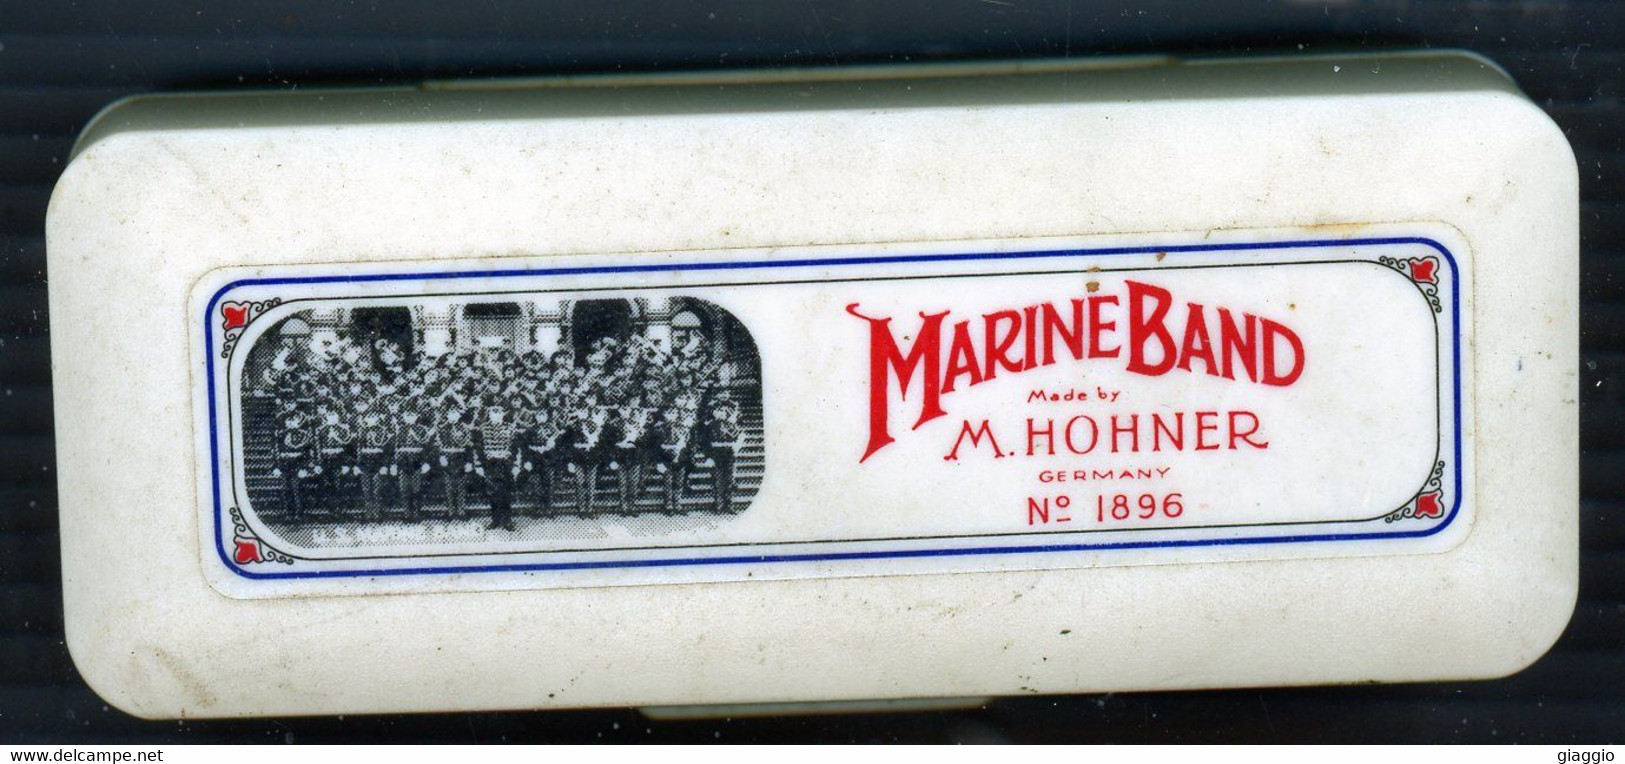 MARINE BAND
Made by
M. HOHNER
GERMANY
Nº 1896
www.delcampe.net
giaggio